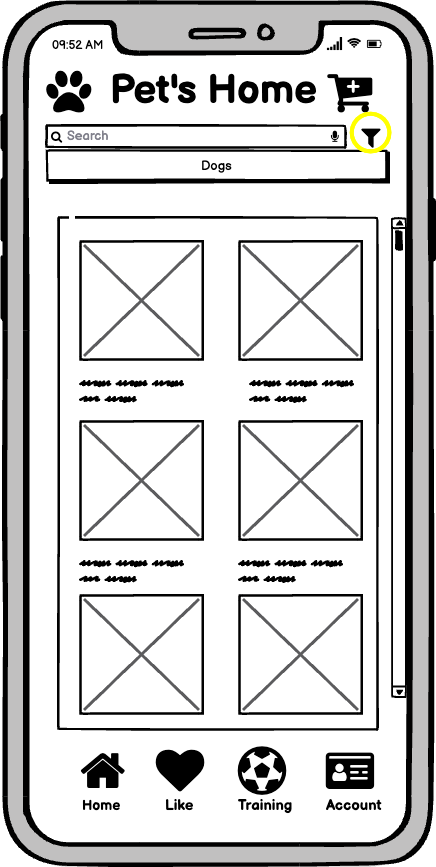 09:52 AM
Pet's Home
Search
Dogs
Home
Like
Training
Account